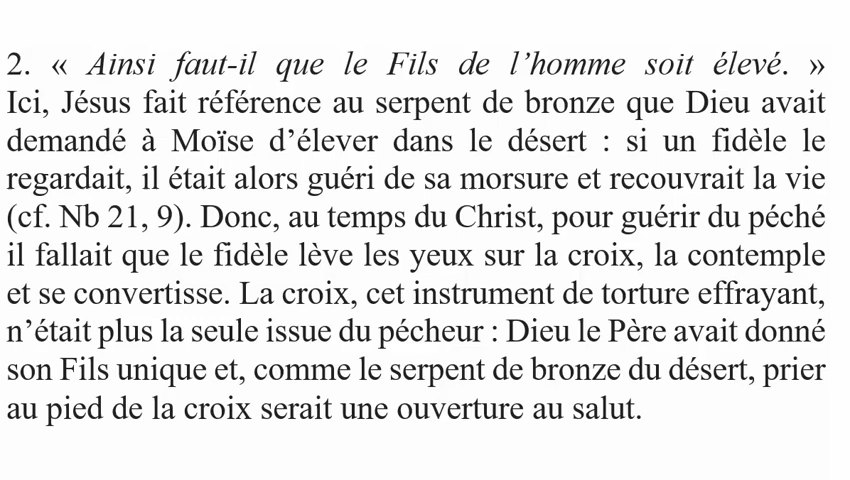 2. « Ainsi faut-il que le Fils de l’homme soit élevé. »
Ici, Jésus fait référence au serpent de bronze que Dieu avait
demandé à Moïse d’élever dans le désert : si un fidèle le
regardait, il était alors guéri de sa morsure et recouvrait la vie
(cf. Nb 21, 9). Donc, au temps du Christ, pour guérir du péché
il fallait que le fidèle lève les yeux sur la croix, la contemple
et se convertisse. La croix, cet instrument de torture effrayant,
n’était plus la seule issue du pécheur : Dieu le Père avait donné
son Fils unique et, comme le serpent de bronze du désert, prier
au pied de la croix serait une ouverture au salut.